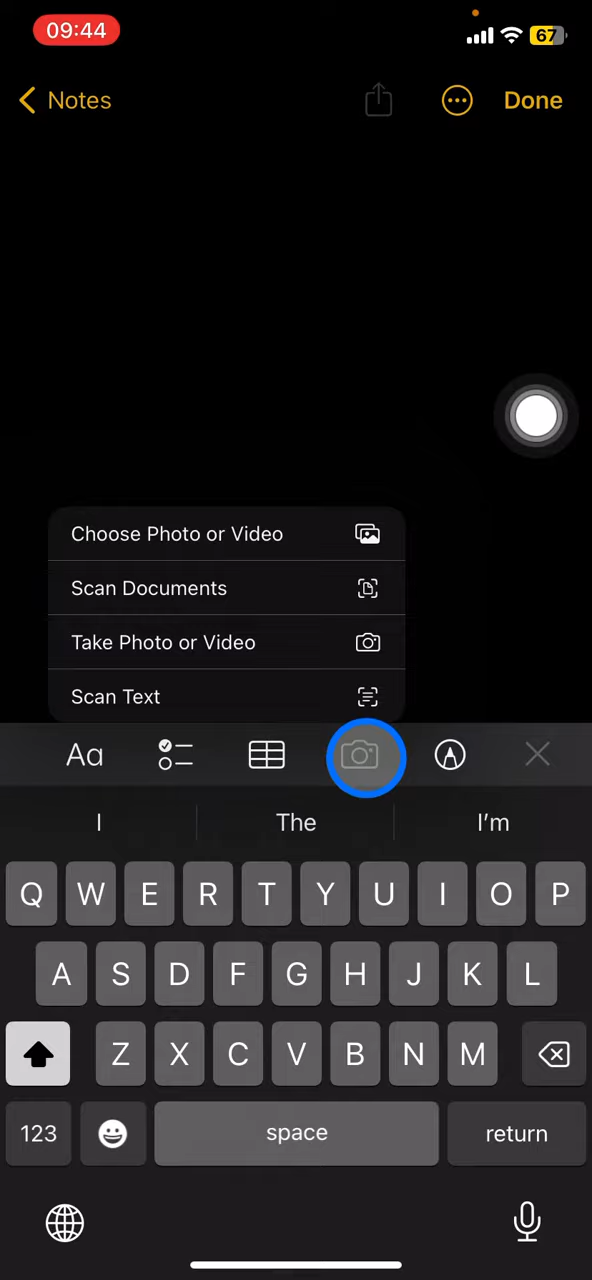 09:44
67
Notes
Done
Choose Photo or Video
Scan Documents
Take Photo or Video
Scan Text
Aa
I The I'm
Q W E R T Y U I O P
A S D F G H J K L
Z X C V B N M
123 space return